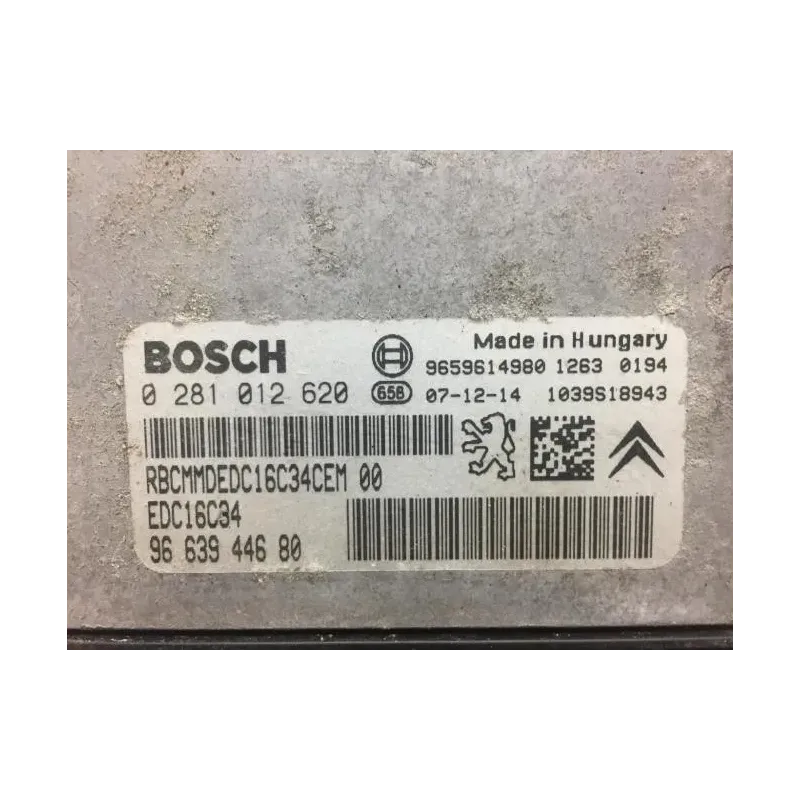 BOSCH Made in Hungary
9659614980 1263 0194
0 281 012 620 658 07-12-14 1039S18943
RBCMMDEDC16C34CEM 00
EDC16C34
96 639 446 80